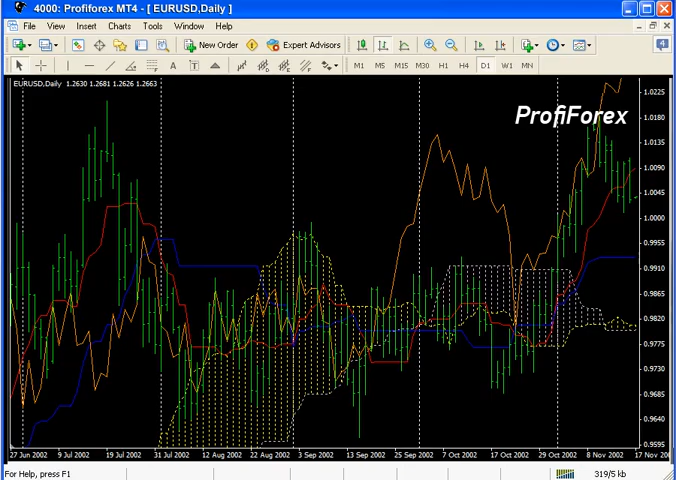 4000: Profiforex MT4 - [ EURUSD,Daily ]
File View Insert Charts Tools Window Help
New Order Expert Advisors
4
A T M1 M5 M15 M30 H1 H4 D1 W1 MN
EURUSD,Daily 1.2630 1.2681 1.2626 1.2663
ProfiForex
1.0225
1.0180
1.0135
1.0090
1.0045
1.0000
0.9955
0.9910
0.9865
0.9820
0.9775
0.9730
0.9685
0.9640
0.9595
27 Jun 2002 9 Jul 2002 19 Jul 2002 31 Jul 2002 12 Aug 2002 22 Aug 2002 3 Sep 2002 13 Sep 2002 25 Sep 2002 7 Oct 2002 17 Oct 2002 29 Oct 2002 8 Nov 2002 17 Nov
For Help, press F1 319/5 kb